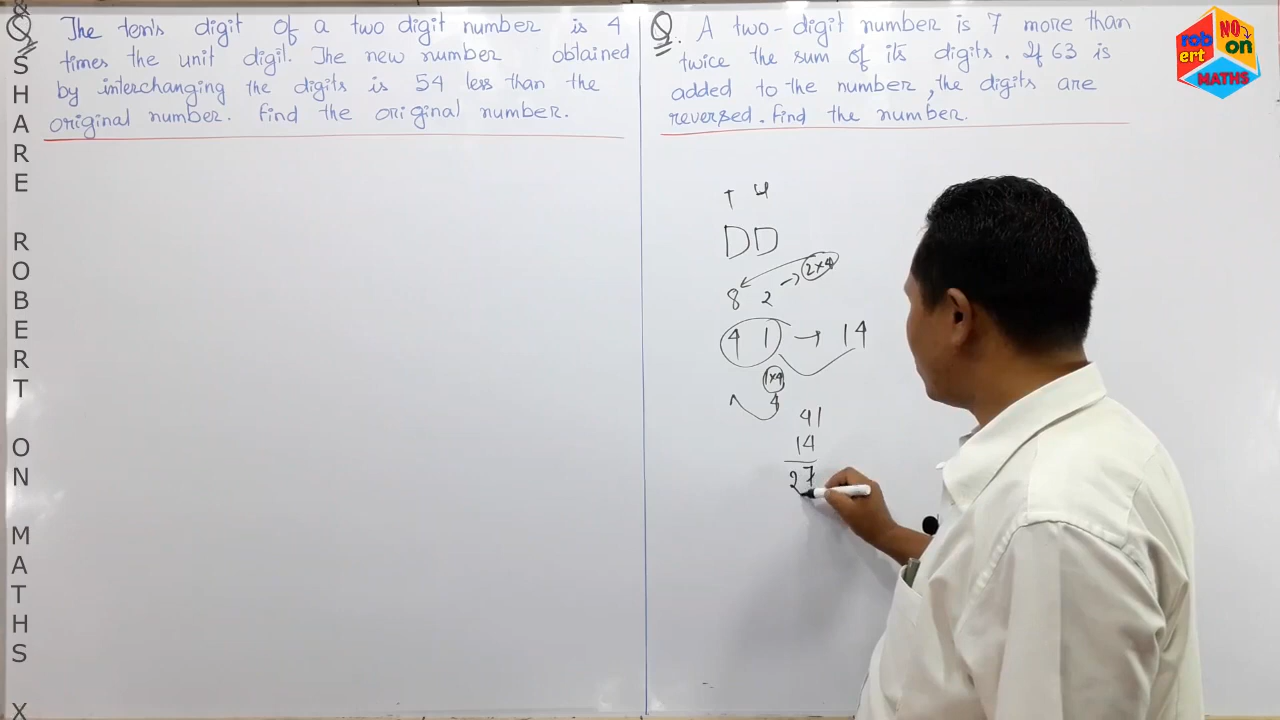 &
SHARE ROBERT ON MATHS X
Q The ten's digit of a two digit number is 4
times the unit digit. The new number obtained
by interchanging the digits is 54 less than the
original number. find the original number.
Q. A two-digit number is 7 more than
twice the sum of its digits. If 63 is
added to the number, the digits are
reversed. Find the number.
rob NO
ert on
MATHS
T U
DD
8 2 → 2×4
4 1 → 14
1×4
4
41
14
27